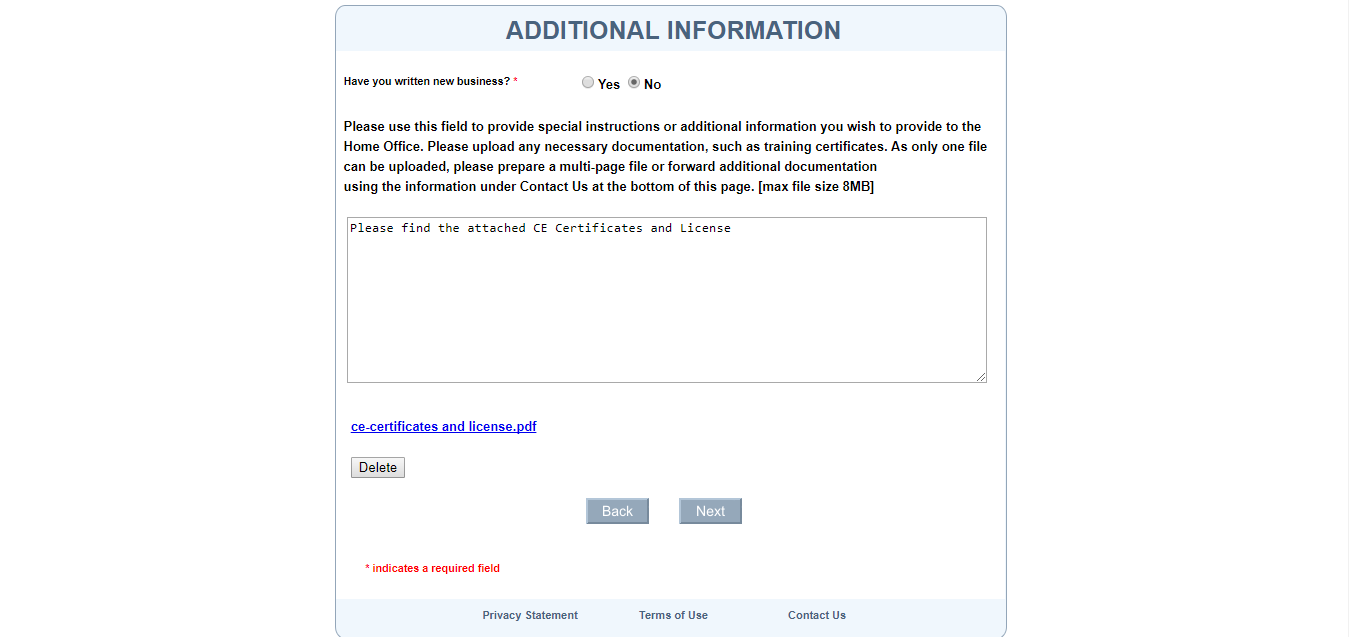 ADDITIONAL INFORMATION
Have you written new business? * Yes No
Please use this field to provide special instructions or additional information you wish to provide to the
Home Office. Please upload any necessary documentation, such as training certificates. As only one file
can be uploaded, please prepare a multi-page file or forward additional documentation
using the information under Contact Us at the bottom of this page. [max file size 8MB]
Please find the attached CE Certificates and License
ce-certificates and license.pdf
Delete
Back Next
* indicates a required field
Privacy Statement Terms of Use Contact Us